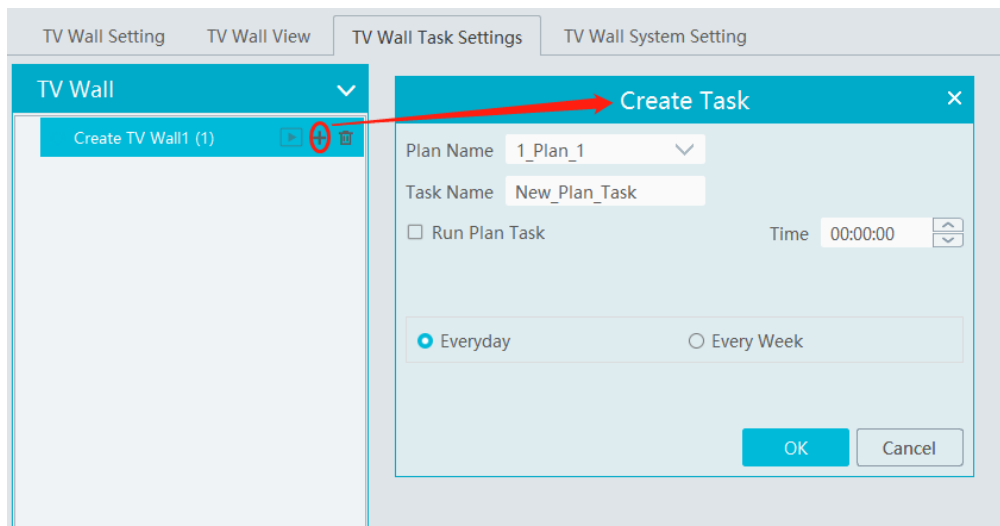 TV Wall Setting TV Wall View TV Wall Task Settings TV Wall System Setting
TV Wall
Create TV Wall1 (1)
Create Task
Plan Name 1_Plan_1
Task Name New_Plan_Task
Run Plan Task Time 00:00:00
Everyday Every Week
OK Cancel